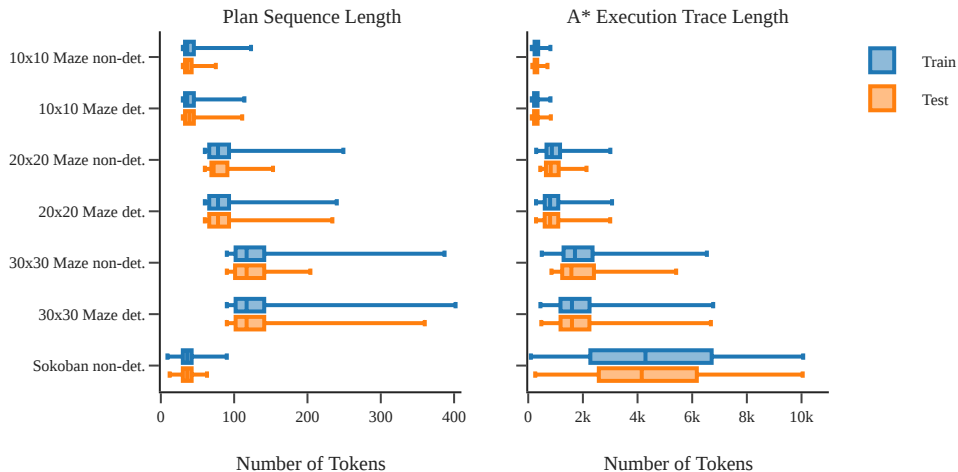 Plan Sequence Length
A* Execution Trace Length
10x10 Maze non-det.
10x10 Maze det.
20x20 Maze non-det.
20x20 Maze det.
30x30 Maze non-det.
30x30 Maze det.
Sokoban non-det.
0 100 200 300 400
0 2k 4k 6k 8k 10k
Number of Tokens
Number of Tokens
Train
Test